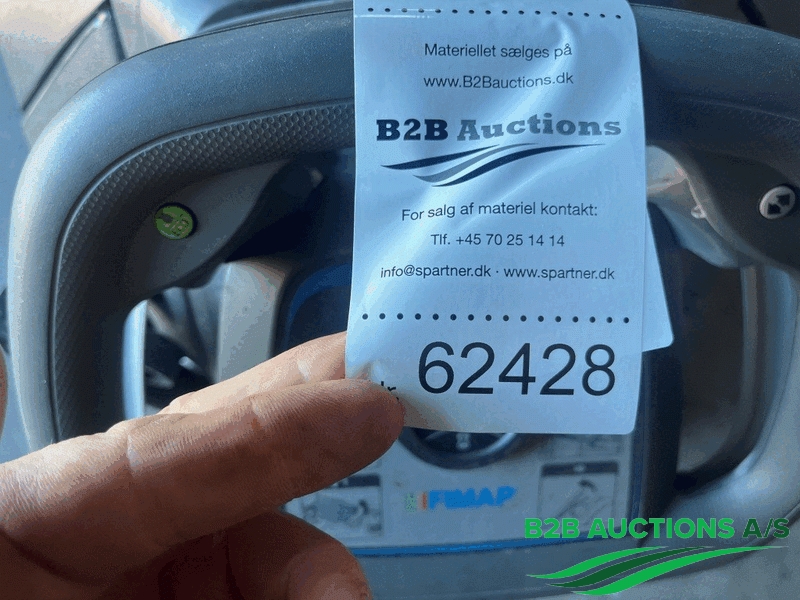 Materiellet sælges på
www.B2Bauctions.dk
B2B Auctions
For salg af materiel kontakt:
Tlf. +45 70 25 14 14
info@spartner.dk · www.spartner.dk
62428
FIMAP
B2B AUCTIONS A/S